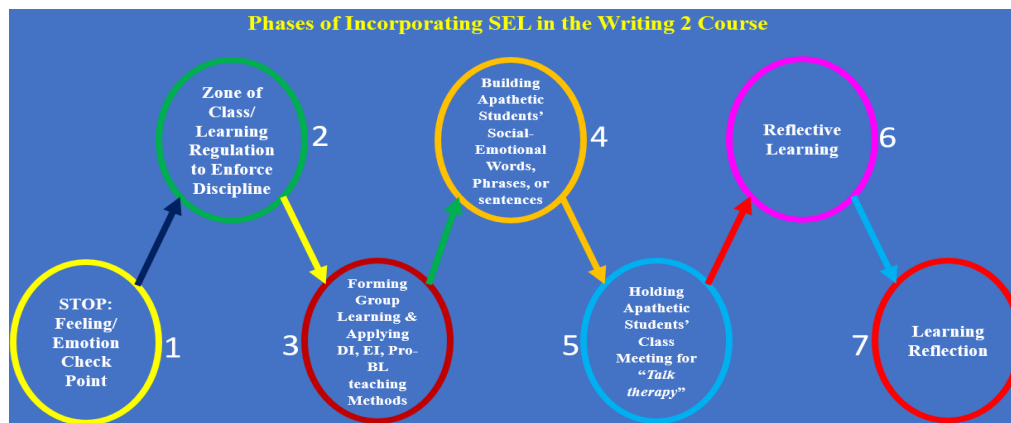 Phases of Incorporating SEL in the Writing 2 Course
STOP:
Feeling/
Emotion
Check
Point
1
Zone of
Class/
Learning
Regulation
to Enforce
Discipline
2
Forming
Group
Learning &
Applying
DI, EI, Pro-
BL
teaching
Methods
3
Building
Apathetic
Students'
Social-
Emotional
Words,
Phrases, or
sentences
4
Holding
Apathetic
Students'
Class
Meeting for
"Talk
therapy"
5
Reflective
Learning
6
Learning
Reflection
7